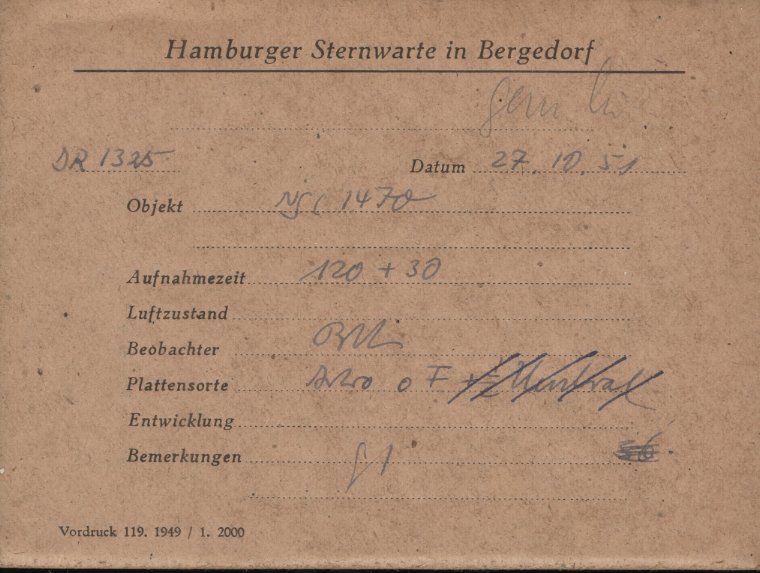 Hamburger Sternwarte in Bergedorf
DR 1325 Datum 27. 10. 51
Objekt NGC 1470
Aufnahmezeit 120 + 30
Luftzustand
Beobachter
Plattensorte o F
Entwicklung
Bemerkungen
Vordruck 119. 1949 / 1. 2000